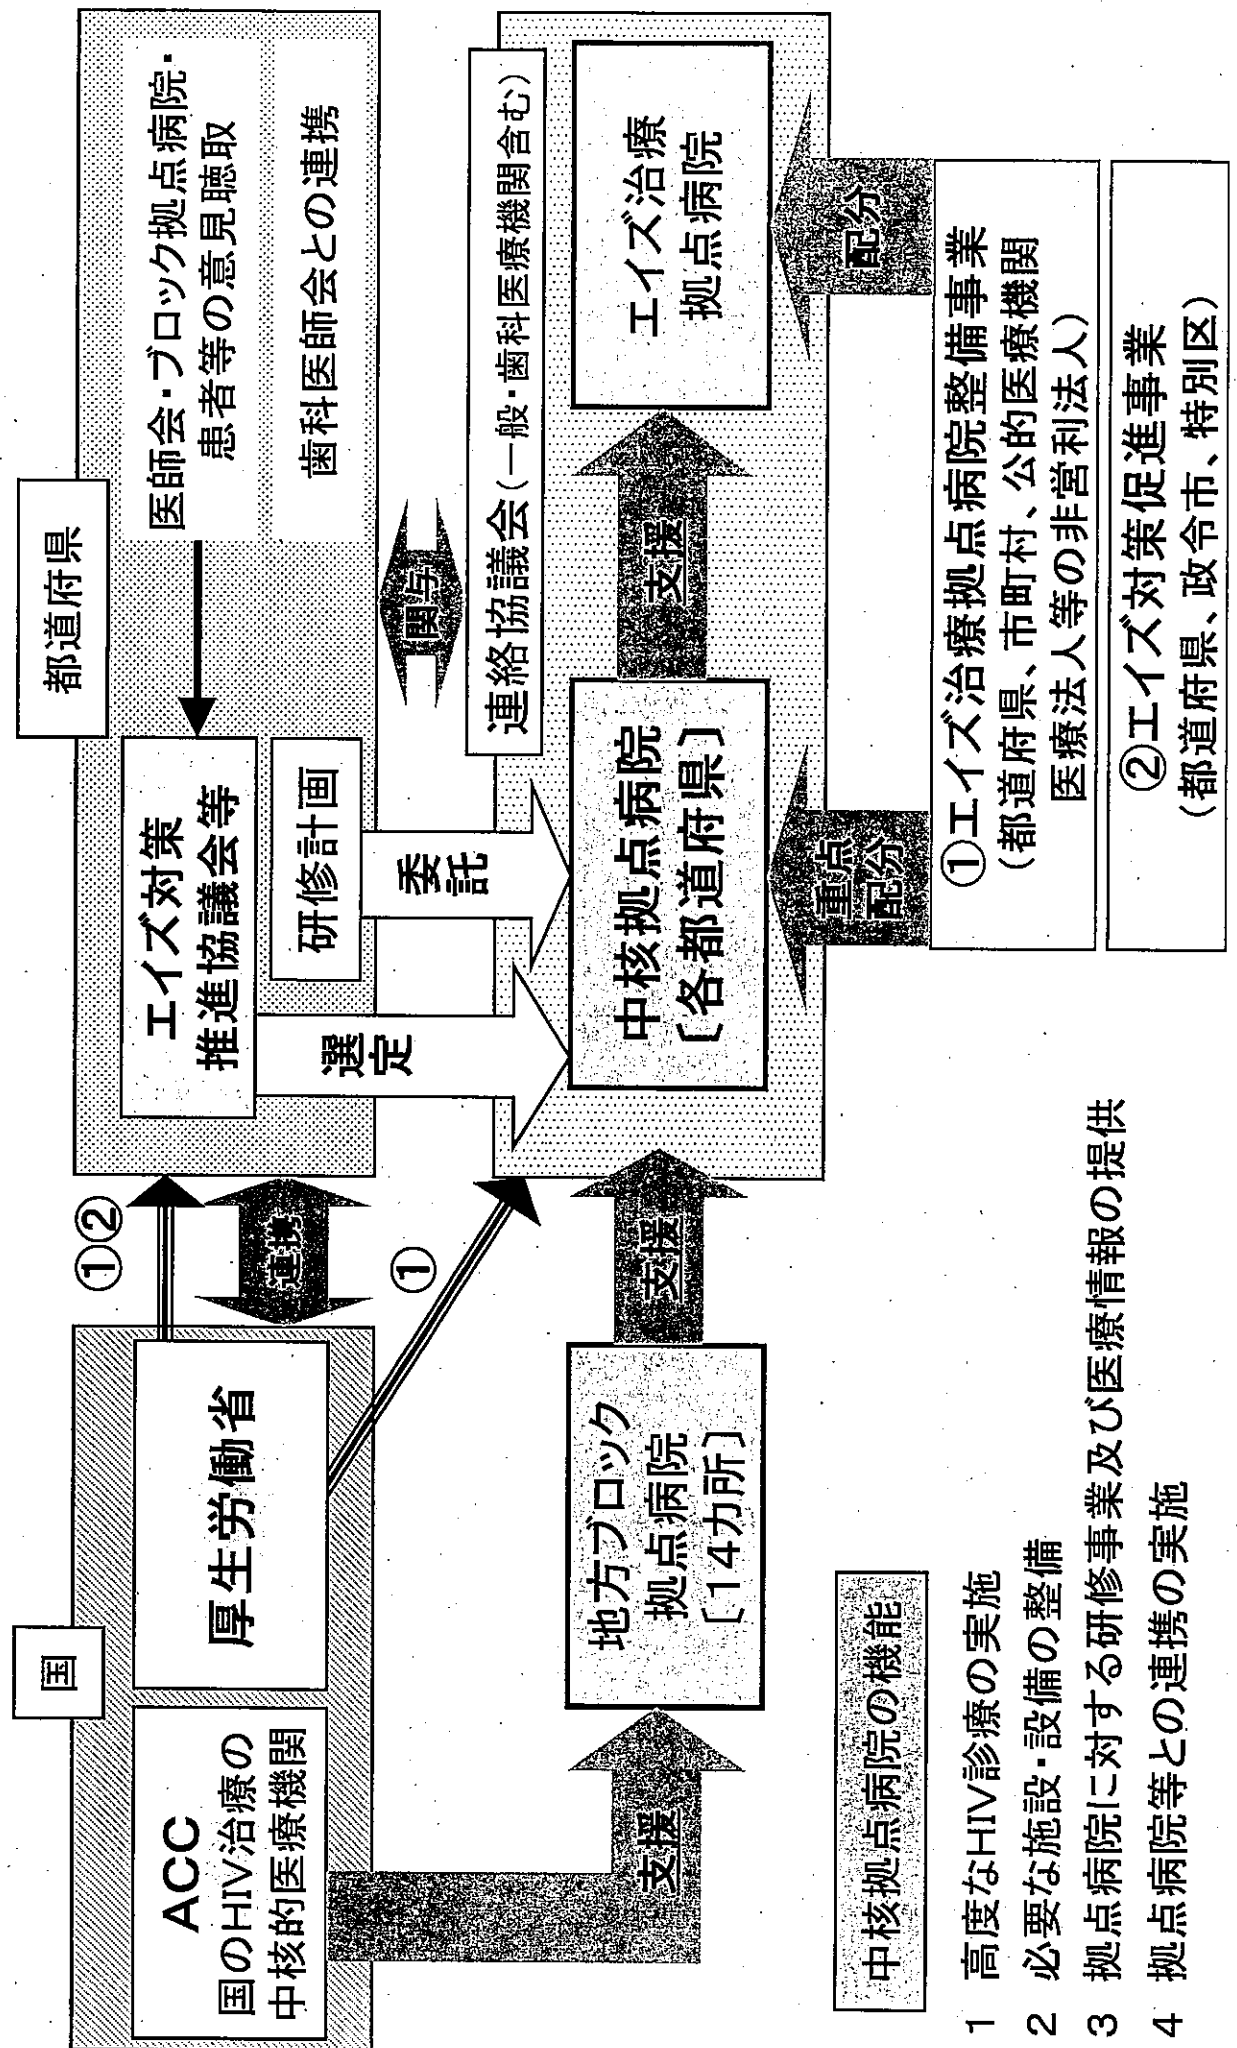 国
ACC
国のHIV治療の
中核的医療機関
厚生労働省
①②
連携
①
都道府県
エイズ対策
推進協議会等
研修計画
医師会・ブロック拠点病院・
患者等の意見聴取
歯科医師会との連携
選定
委託
関与
連絡協議会(一般・歯科医療機関含む)
支援
地方ブロック
拠点病院
[14カ所]
支援
中核拠点病院
[各都道府県]
支援
エイズ治療
拠点病院
重点
配分
配分
①エイズ治療拠点病院整備事業
(都道府県、市町村、公的医療機関
医療法人等の非営利法人)
②エイズ対策促進事業
(都道府県、政令市、特別区)
中核拠点病院の機能
1 高度なHIV診療の実施
2 必要な施設・設備の整備
3 拠点病院に対する研修事業及び医療情報の提供
4 拠点病院等との連携の実施